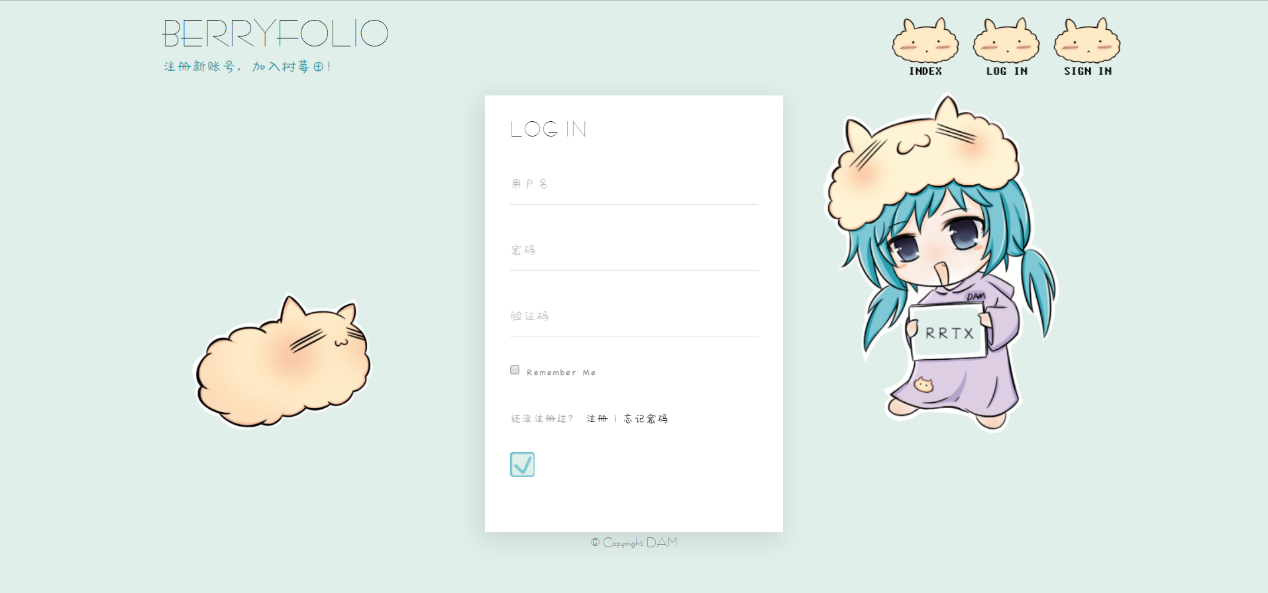 BERRYFOLIO
注册新账号，加入树莓团！
INDEX
LOG IN
SIGN IN
LOG IN
用户名
密码
验证码
Remember Me
还没注册过？ 注册 | 忘记密码
DAM
RRTX
© Copyright DAM